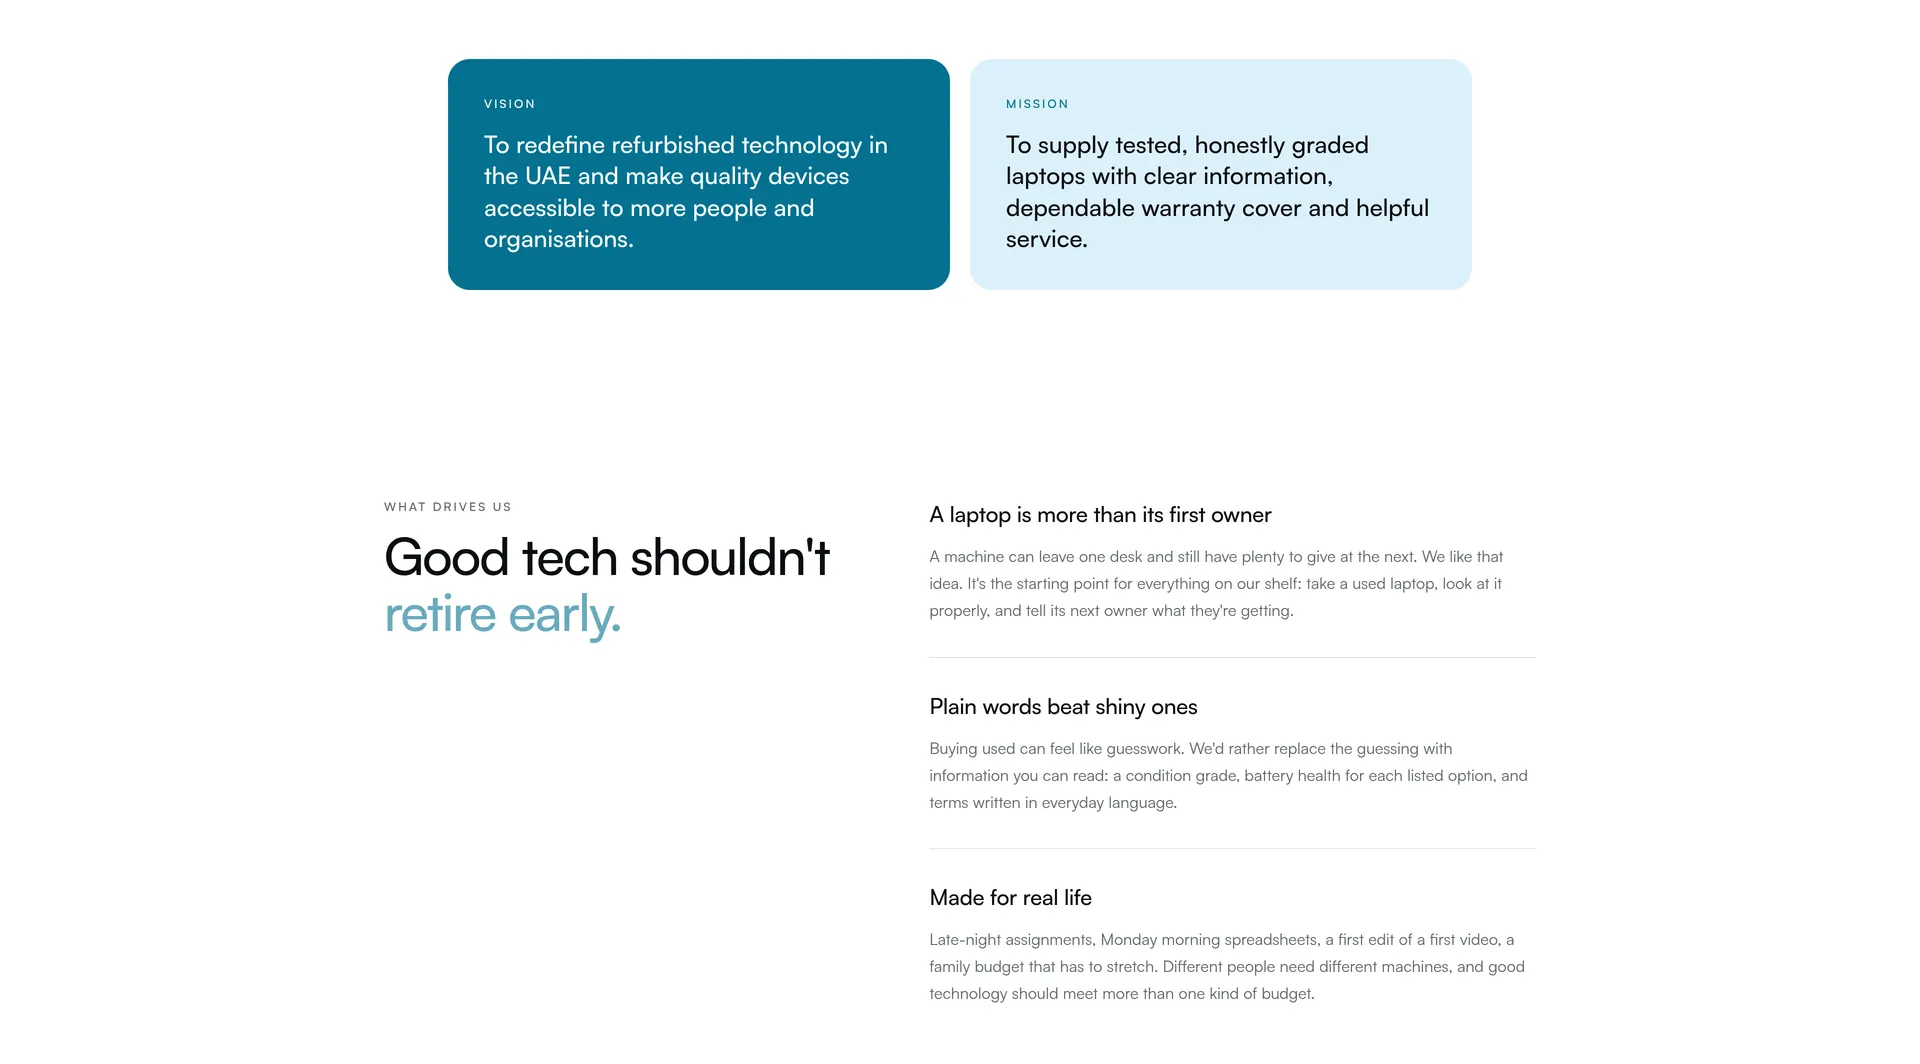 VISION
To redefine refurbished technology in
the UAE and make quality devices
accessible to more people and
organisations.
MISSION
To supply tested, honestly graded
laptops with clear information,
dependable warranty cover and helpful
service.
WHAT DRIVES US
Good tech shouldn't
retire early.
A laptop is more than its first owner
A machine can leave one desk and still have plenty to give at the next. We like that
idea. It's the starting point for everything on our shelf: take a used laptop, look at it
properly, and tell its next owner what they're getting.
Plain words beat shiny ones
Buying used can feel like guesswork. We'd rather replace the guessing with
information you can read: a condition grade, battery health for each listed option, and
terms written in everyday language.
Made for real life
Late-night assignments, Monday morning spreadsheets, a first edit of a first video, a
family budget that has to stretch. Different people need different machines, and good
technology should meet more than one kind of budget.